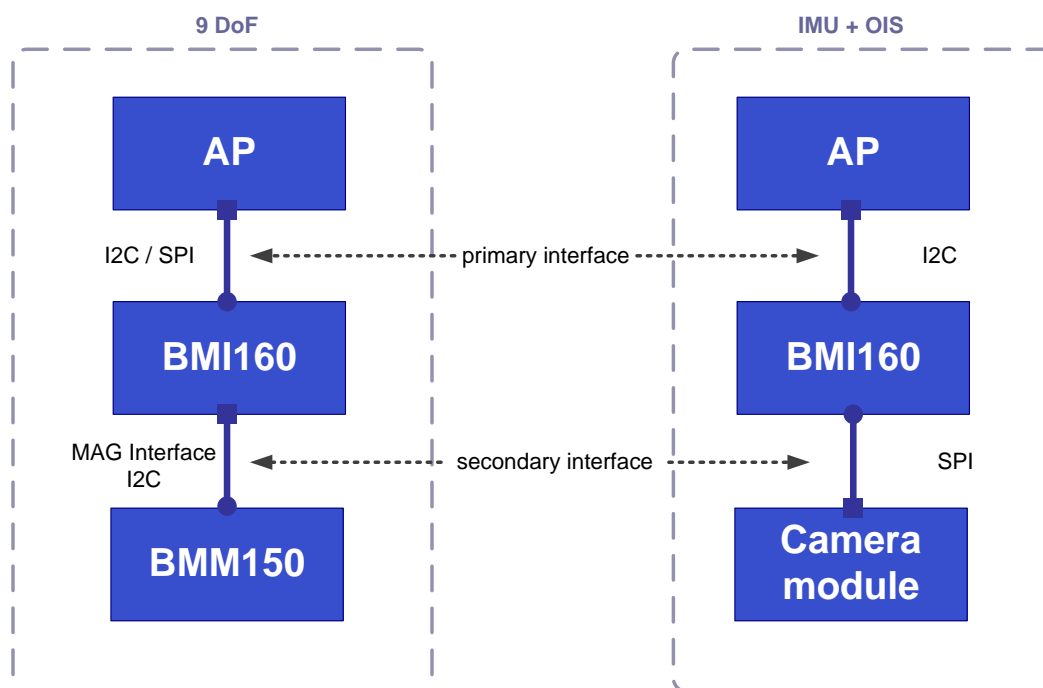 9 DoF
IMU + OIS
AP
AP
I2C / SPI
primary interface
I2C
BMI160
BMI160
MAG Interface
I2C
secondary interface
SPI
BMM150
Camera
module